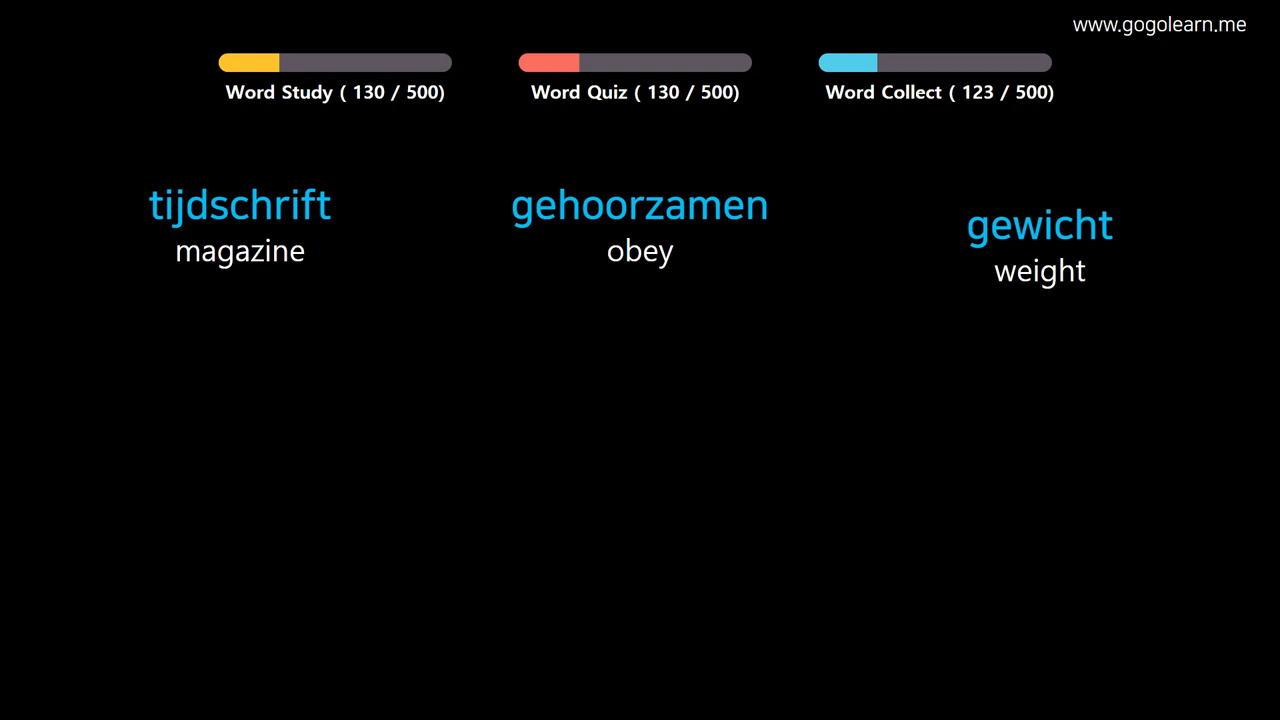 www.gogolearn.me
Word Study ( 130 / 500)
Word Quiz ( 130 / 500)
Word Collect ( 123 / 500)
tijdschrift
magazine
gehoorzamen
obey
gewicht
weight